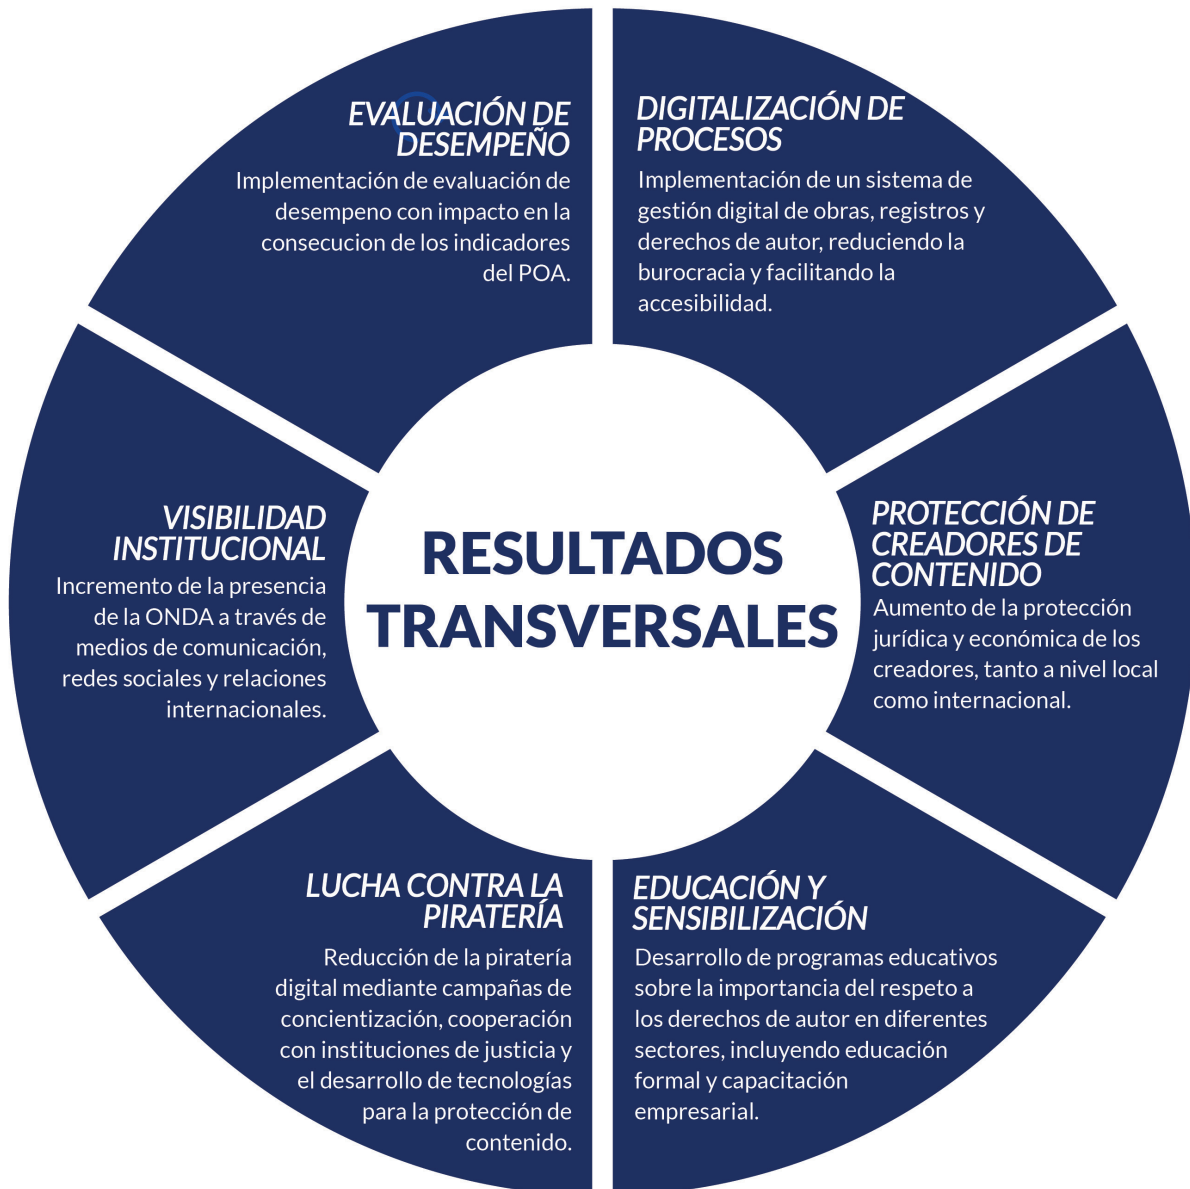 EVALUACIÓN DE
DESEMPEÑO
Implementación de evaluación de
desempeno con impacto en la
consecucion de los indicadores
del POA.
DIGITALIZACIÓN DE
PROCESOS
Implementación de un sistema de
gestión digital de obras, registros y
derechos de autor, reduciendo la
burocracia y facilitando la
accesibilidad.
VISIBILIDAD
INSTITUCIONAL
Incremento de la presencia
de la ONDA a través de
medios de comunicación,
redes sociales y relaciones
internacionales.
RESULTADOS
TRANSVERSALES
PROTECCIÓN DE
CREADORES DE
CONTENIDO
Aumento de la protección
jurídica y económica de los
creadores, tanto a nivel local
como internacional.
LUCHA CONTRA LA
PIRATERÍA
Reducción de la piratería
digital mediante campañas de
concientización, cooperación
con instituciones de justicia y
el desarrollo de tecnologías
para la protección de
contenido.
EDUCACIÓN Y
SENSIBILIZACIÓN
Desarrollo de programas educativos
sobre la importancia del respeto a
los derechos de autor en diferentes
sectores, incluyendo educación
formal y capacitación
empresarial.